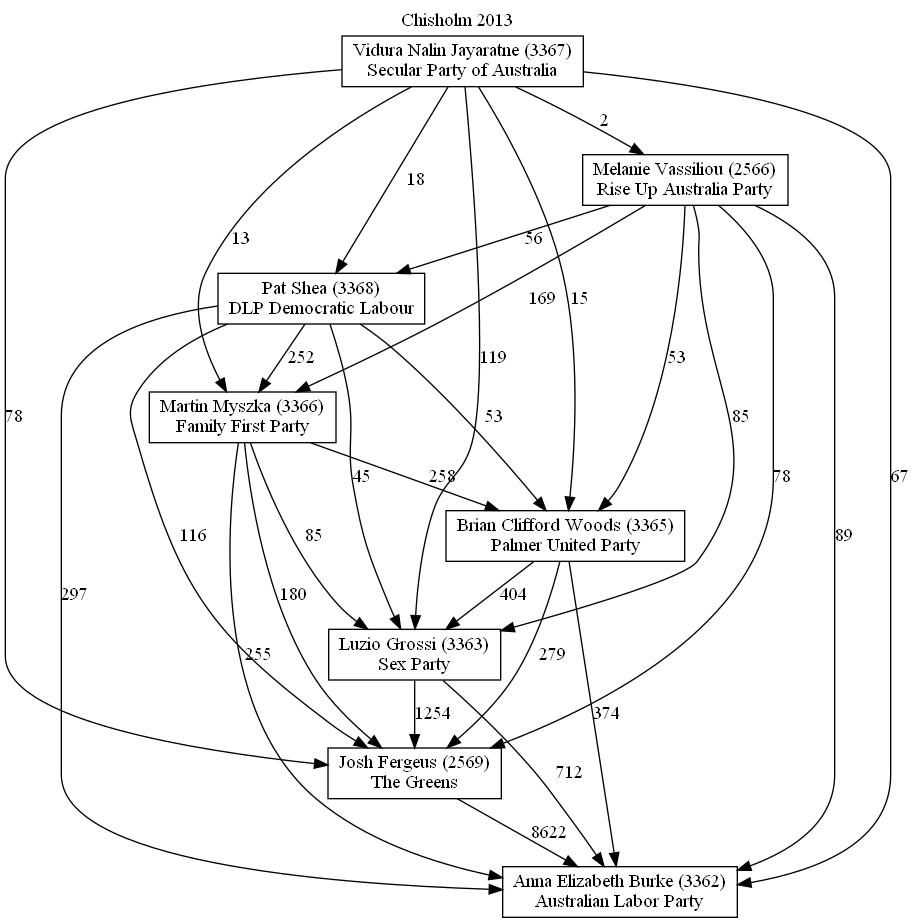 Chisholm 2013
Vidura Nalin Jayaratne (3367)
Secular Party of Australia
2
Melanie Vassiliou (2566)
Rise Up Australia Party
18
13
56
Pat Shea (3368)
DLP Democratic Labour
169
15
252
119
53
Martin Myszka (3366)
Family First Party
78
53
85
45
258
78
67
Brian Clifford Woods (3365)
Palmer United Party
116
85
89
297
180
404
Luzio Grossi (3363)
Sex Party
255
279
1254
374
Josh Fergeus (2569)
The Greens
712
8622
Anna Elizabeth Burke (3362)
Australian Labor Party